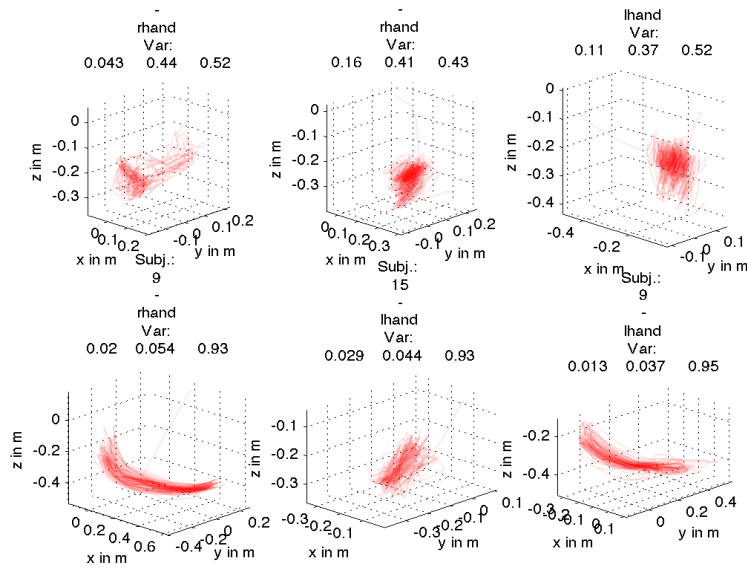 -
rhand
Var:
0.043 0.44 0.52
0
-0.1
-0.2
-0.3
z in m
0 0.1 0.2
x in m
-0.1 0 0.1 0.2
y in m
-
rhand
Var:
0.16 0.41 0.43
0
-0.1
-0.2
-0.3
z in m
0 0.1 0.2 0.3
x in m
-0.1 0 0.1 0.2
y in m
lhand
Var:
0.11 0.37 0.52
0
-0.1
-0.2
-0.3
-0.4
z in m
-0.4 -0.2
x in m
-0.1 0 0.1
y in m
Subj.:
9
-
rhand
Var:
0.02 0.054 0.93
0
-0.2
-0.4
z in m
0 0.2 0.4 0.6
x in m
-0.4 -0.2 0 0.2
y in m
Subj.:
15
-
lhand
Var:
0.029 0.044 0.93
-0.1
-0.2
-0.3
z in m
-0.3 -0.2 -0.1
x in m
-0.3 -0.2 -0.1 0 0.1
y in m
Subj.:
9
-
lhand
Var:
0.013 0.037 0.95
-0.2
-0.4
z in m
-0.3 -0.2 -0.1 0 0.1
x in m
0 0.2 0.4
y in m